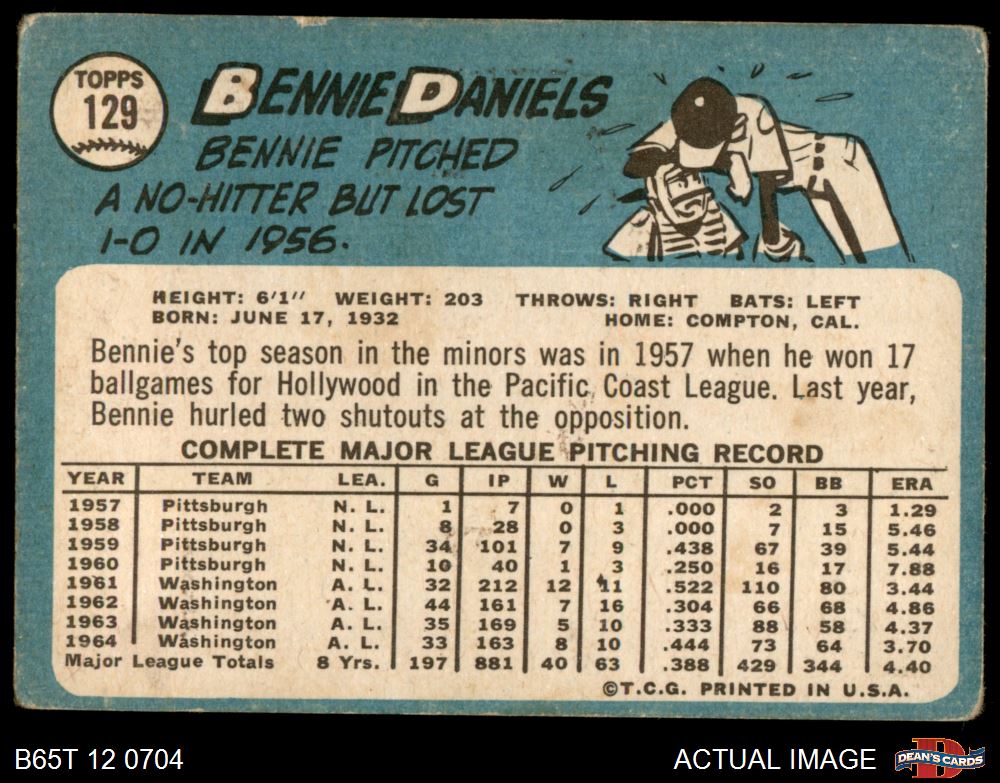 TOPPS
129
BENNIE DANIELS
BENNIE PITCHED
A NO-HITTER BUT LOST
1-0 IN 1956.
HEIGHT: 6'1" WEIGHT: 203 THROWS: RIGHT BATS: LEFT
BORN: JUNE 17, 1932 HOME: COMPTON, CAL.
Bennie's top season in the minors was in 1957 when he won 17
ballgames for Hollywood in the Pacific Coast League. Last year,
Bennie hurled two shutouts at the opposition.
COMPLETE MAJOR LEAGUE PITCHING RECORD
YEAR TEAM LEA. G IP W L PCT SO BB ERA
1957 Pittsburgh N. L. 1 7 0 1 .000 2 3 1.29
1958 Pittsburgh N. L. 8 28 0 3 .000 7 15 5.46
1959 Pittsburgh N. L. 34 101 7 9 .438 67 39 5.44
1960 Pittsburgh N. L. 10 40 1 3 .250 16 17 7.88
1961 Washington A. L. 32 212 12 11 .522 110 80 3.44
1962 Washington A. L. 44 161 7 16 .304 66 68 4.86
1963 Washington A. L. 35 169 5 10 .333 88 58 4.37
1964 Washington A. L. 33 163 8 10 .444 73 64 3.70
Major League Totals 8 Yrs. 197 881 40 63 .388 429 344 4.40
©T.C.G. PRINTED IN U.S.A.
B65T 12 0704 ACTUAL IMAGE
D
DEAN'S CARDS